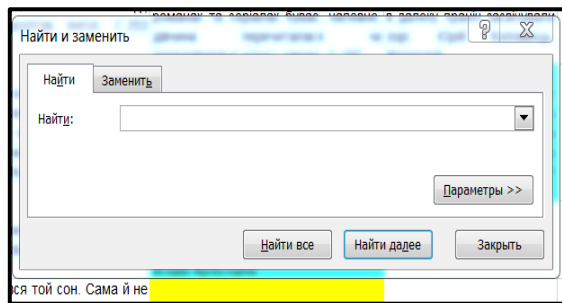 Найти и заменить
Найти Заменить
Найти:
Параметры >>
Найти все Найти далее Закрыть
ся той сон. Сама й не